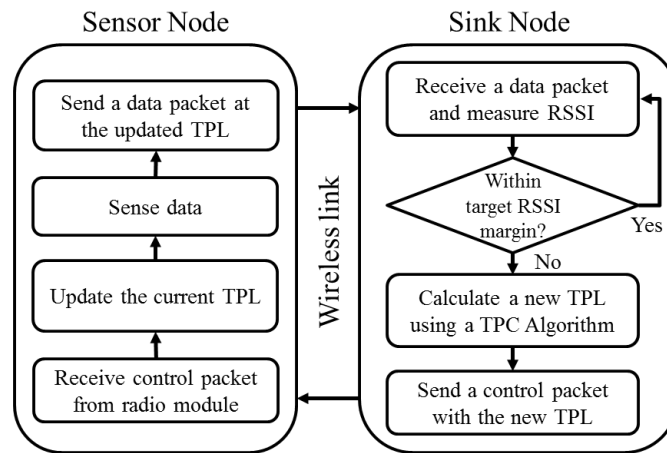 Sensor Node
Sink Node
Send a data packet at
the updated TPL
Sense data
Update the current TPL
Receive control packet
from radio module
Wireless link
Receive a data packet
and measure RSSI
Within
target RSSI
margin?
Yes
No
Calculate a new TPL
using a TPC Algorithm
Send a control packet
with the new TPL